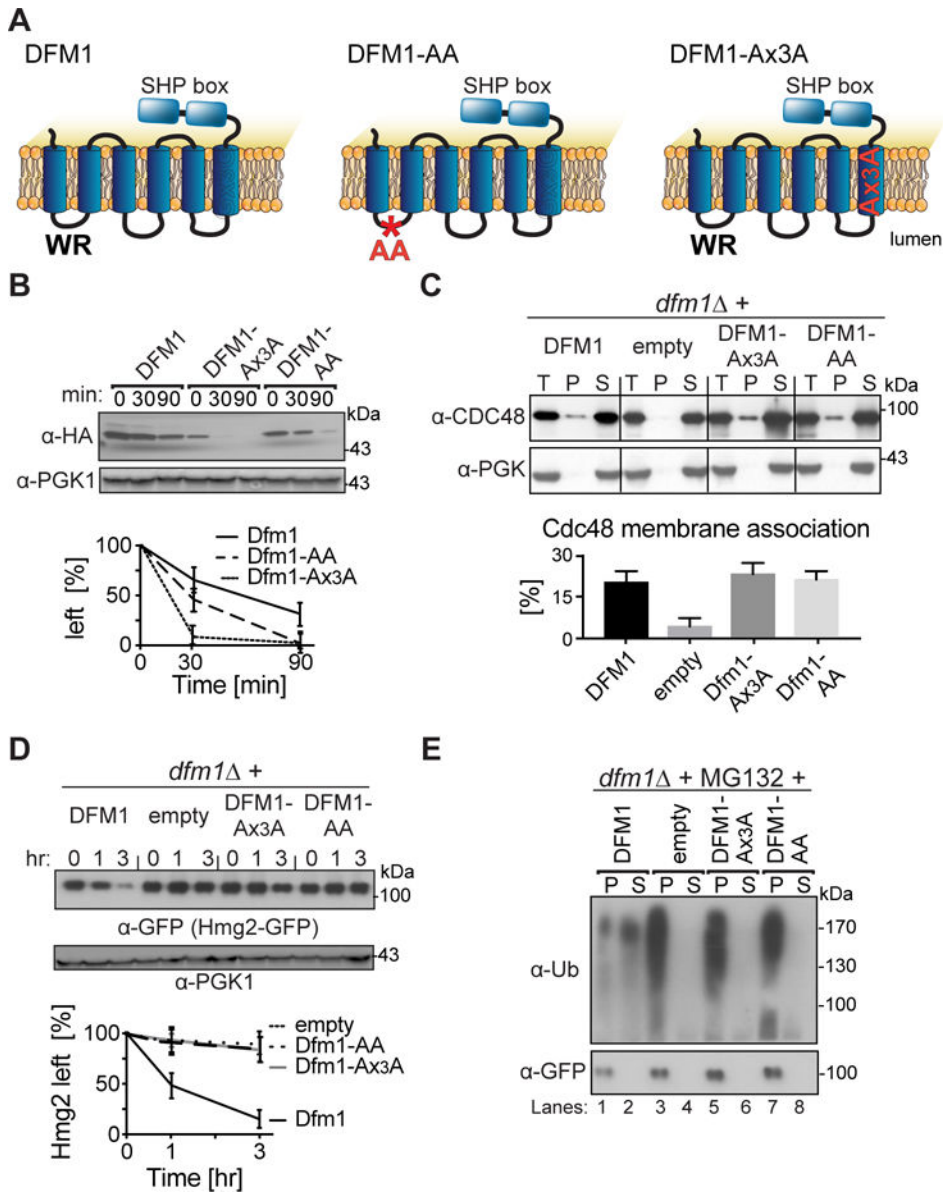 A
DFM1
DFM1-AA
DFM1-Ax3A
SHP box
SHP box
SHP box
WR
AA
WR
Ax3A
lumen
B
DFM1
DFM1-Ax3A
DFM1-AA
min: 0 30 90 0 30 90 0 30 90
kDa
α-HA
-43
α-PGK1
-43
left [%]
100
50
0
Dfm1
Dfm1-AA
Dfm1-Ax3A
0 30 90
Time [min]
C
dfm1Δ +
DFM1 empty DFM1-Ax3A DFM1-AA
T P S T P S T P S T P S
kDa
α-CDC48
-100
α-PGK
43
Cdc48 membrane association
[%]
30
15
0
DFM1
empty
Dfm1-Ax3A
Dfm1-AA
D
dfm1Δ +
DFM1 empty DFM1-Ax3A DFM1-AA
hr: 0 1 3 0 1 3 0 1 3 0 1 3
kDa
-100
α-GFP (Hmg2-GFP)
-43
α-PGK1
Hmg2 left [%]
100
50
0
empty
Dfm1-AA
Dfm1-Ax3A
Dfm1
0 1 3
Time [hr]
E
dfm1Δ + MG132 +
DFM1
empty
DFM1-Ax3A
DFM1-AA
P S P S P S P S
kDa
α-Ub
-170
-130
-100
α-GFP
-100
Lanes: 1 2 3 4 5 6 7 8